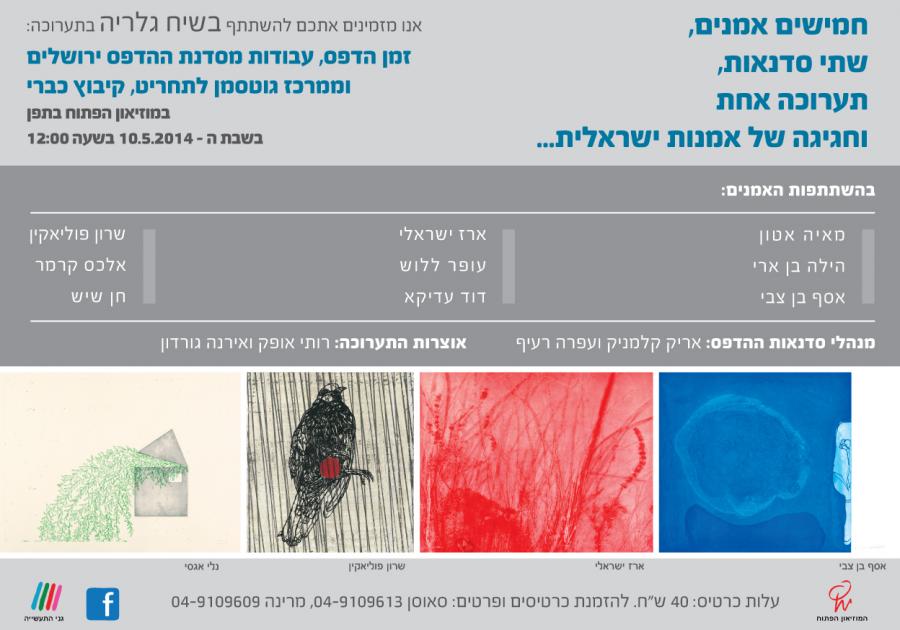 חמישים אמנים,
שתי סדנאות,
תערוכה אחת
וחגיגה של אמנות ישראלית...
אנו מזמינים אתכם להשתתף בשיח גלריה בתערוכה:
זמן הדפס, עבודות מסדנת ההדפס ירושלים
וממרכז גוטסמן לתחריט, קיבוץ כברי
במוזיאון הפתוח בתפן
בשבת ה - 10.5.2014 בשעה 12:00
בהשתתפות האמנים:
מאיה אטון
הילה בן ארי
אסף בן צבי
ארז ישראלי
עופר ללוש
דוד עדיקא
שרון פוליאקין
אלכס קרמר
חן שיש
מנהלי סדנאות ההדפס: אריק קלמניק ועפרה רעיף
אוצרות התערוכה: רותי אופק ואירנה גורדון
אסף בן צבי
ארז ישראלי
שרון פוליאקין
נלי אגסי
עלות כרטיס: 40 ש"ח. להזמנת כרטיסים ופרטים: סאוסן 04-9109613, מרינה 04-9109609
המוזיאון הפתוח
f
גני התעשייה